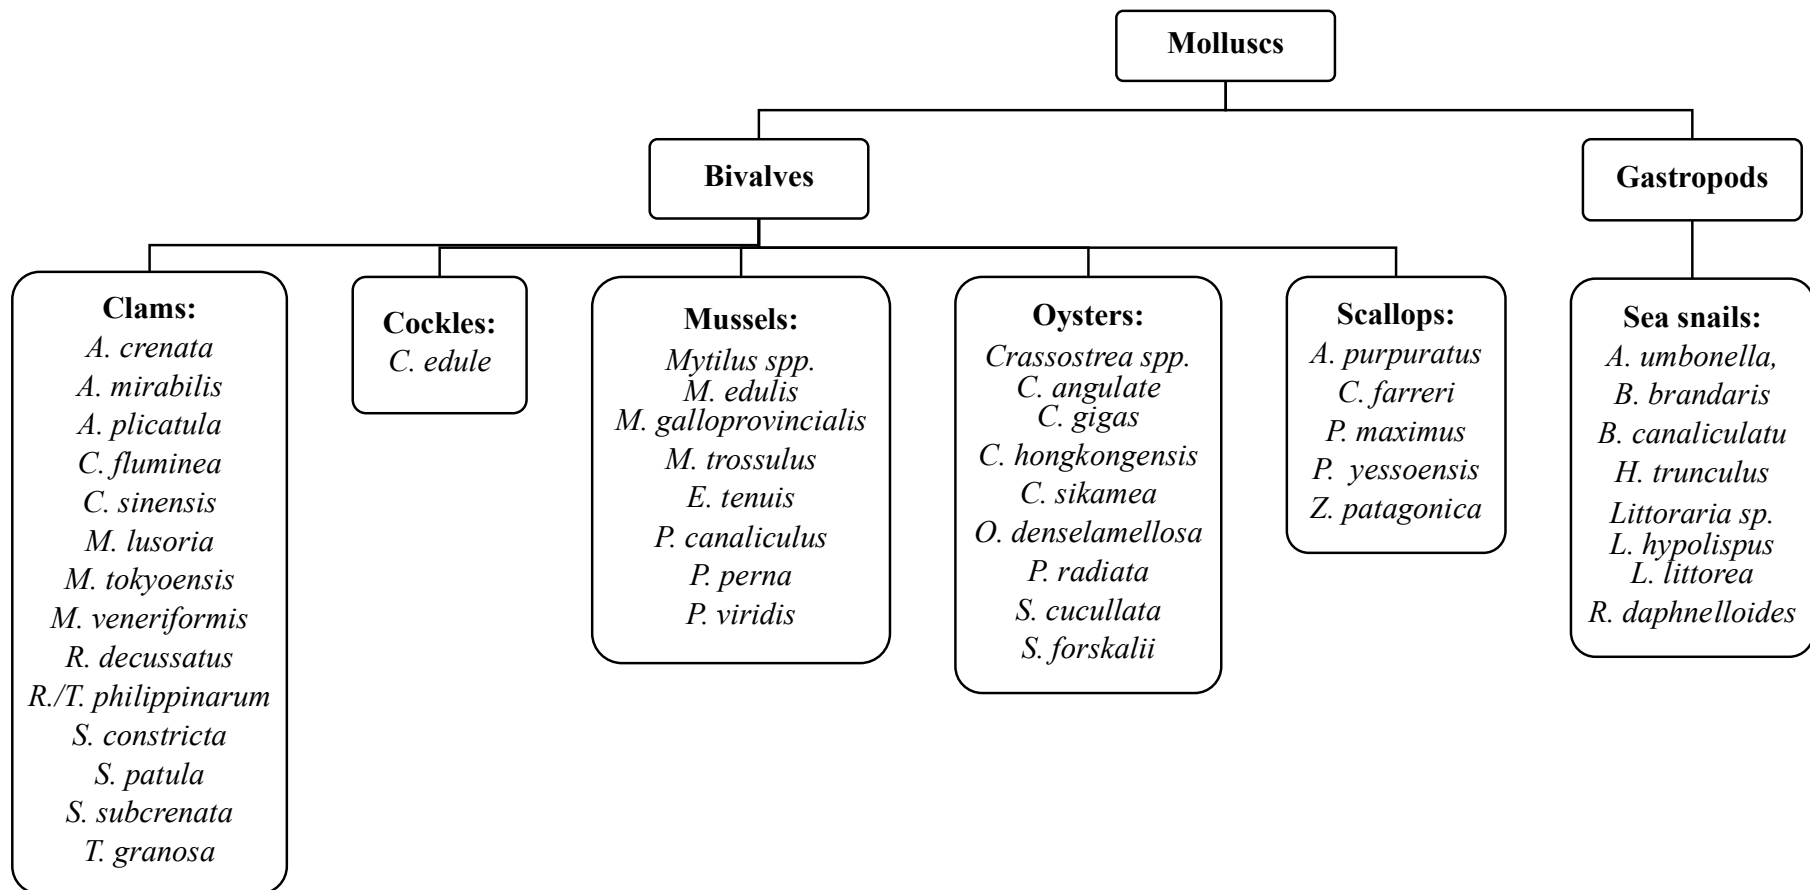 Molluscs
Bivalves
Gastropods
Clams:
A. crenata
A. mirabilis
A. plicatula
C. fluminea
C. sinensis
M. lusoria
M. tokyoensis
M. veneriformis
R. decussatus
R./T. philippinarum
S. constricta
S. patula
S. subcrenata
T. granosa
Cockles:
C. edule
Mussels:
Mytilus spp.
M. edulis
M. galloprovincialis
M. trossulus
E. tenuis
P. canaliculus
P. perna
P. viridis
Oysters:
Crassostrea spp.
C. angulate
C. gigas
C. hongkongensis
C. sikamea
O. denselamellosa
P. radiata
S. cucullata
S. forskalii
Scallops:
A. purpuratus
C. farreri
P. maximus
P. yessoensis
Z. patagonica
Sea snails:
A. umbonella,
B. brandaris
B. canaliculatu
H. trunculus
Littoraria sp.
L. hypolispus
L. littorea
R. daphnelloides